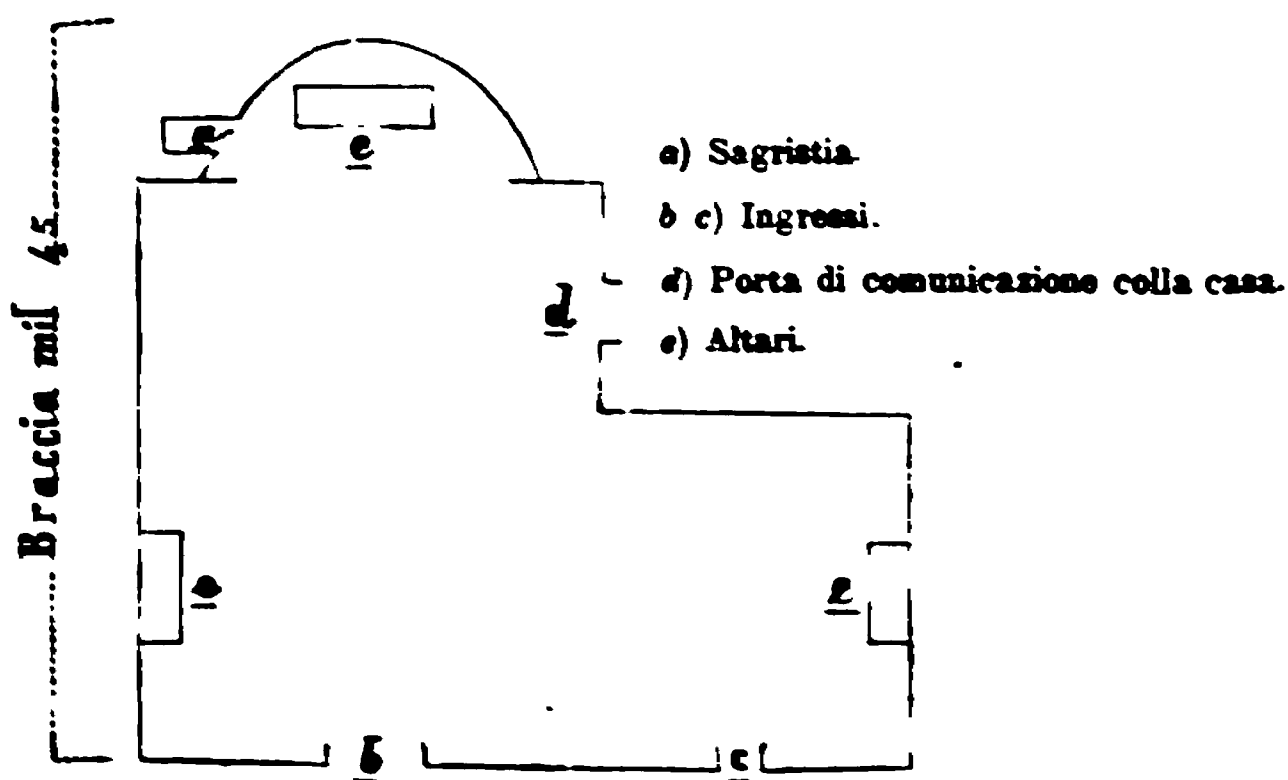 Braccia mil 45
a
e
a) Sagristia.
b c) Ingressi.
d
d) Porta di comunicazione colla casa.
e) Altari.
e
e
b
c